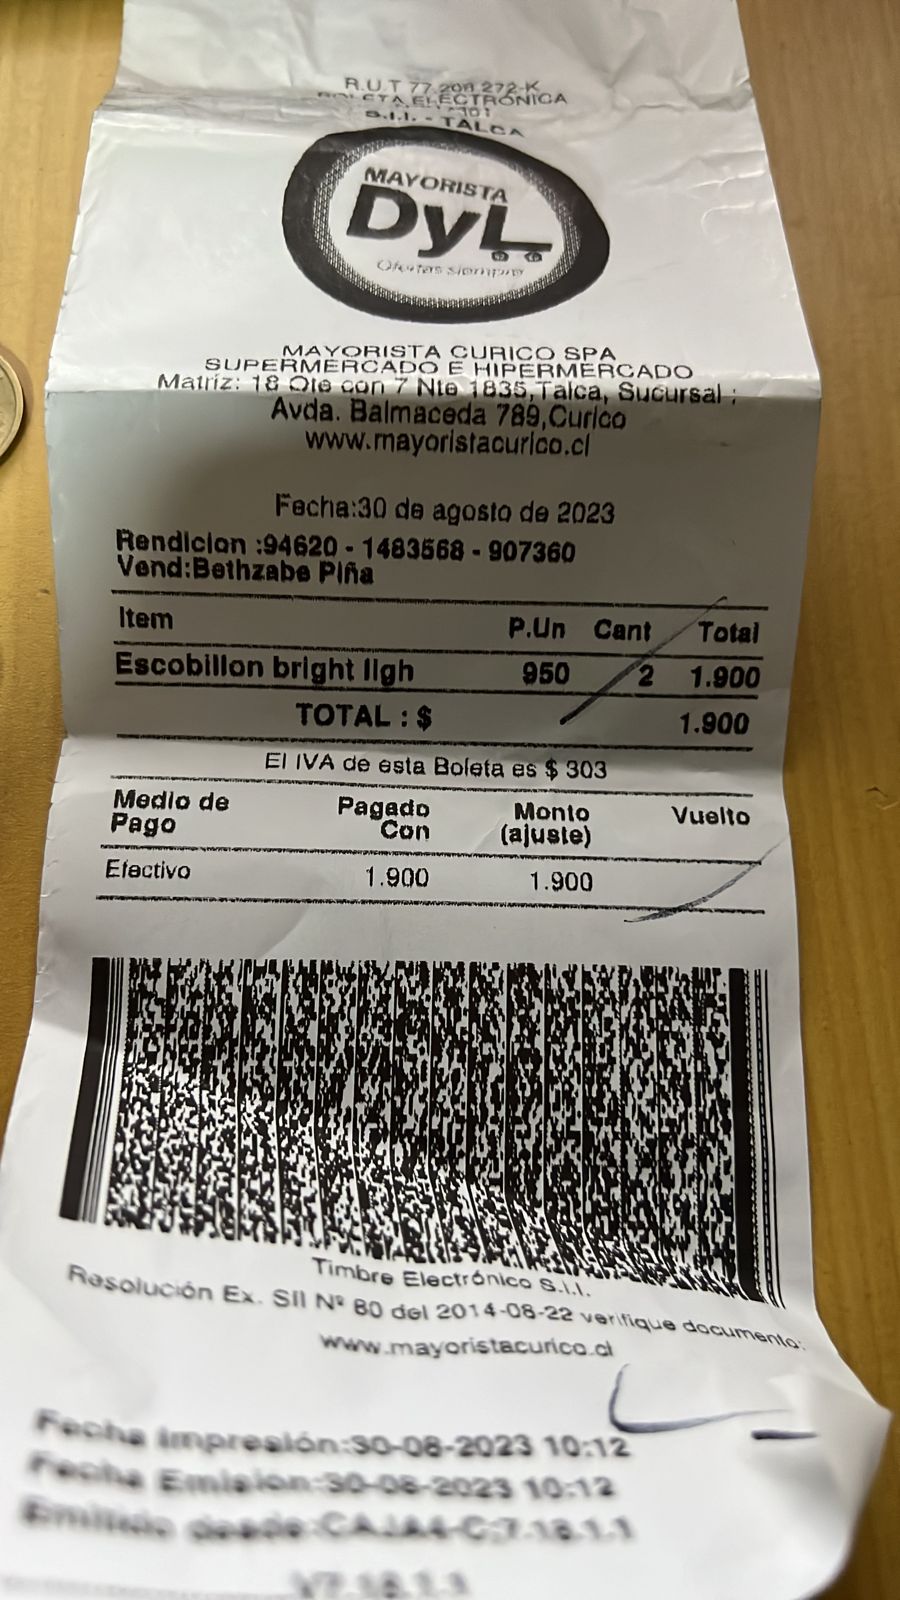 R.U.T 77.208.272-K
BOLETA ELECTRÓNICA
S.I.I. - TALCA
MAYORISTA
DyL
Ofertas siempre
MAYORISTA CURICO SPA
SUPERMERCADO E HIPERMERCADO
Matriz: 18 Ote con 7 Nte 1835,Talca, Sucursal :
Avda. Balmaceda 789,Curico
www.mayoristacurico.cl
Fecha:30 de agosto de 2023
Rendicion :94620 - 1483568 - 907360
Vend:Bethzabe Piña
Item P.Un Cant Total
Escobillon bright ligh 950 2 1.900
TOTAL : $ 1.900
El IVA de esta Boleta es $ 303
Medio de Pago Pagado Con Monto (ajuste) Vuelto
Efectivo 1.900 1.900
Timbre Electrónico S.I.I.
Resolución Ex. SII Nº 80 del 2014-08-22 verifique documento:
www.mayoristacurico.cl
Fecha Impresión:30-08-2023 10:12
Fecha Emision:30-08-2023 10:12
Emitido desde:CAJA4-C:7.18.1.1
V7.18.1.1